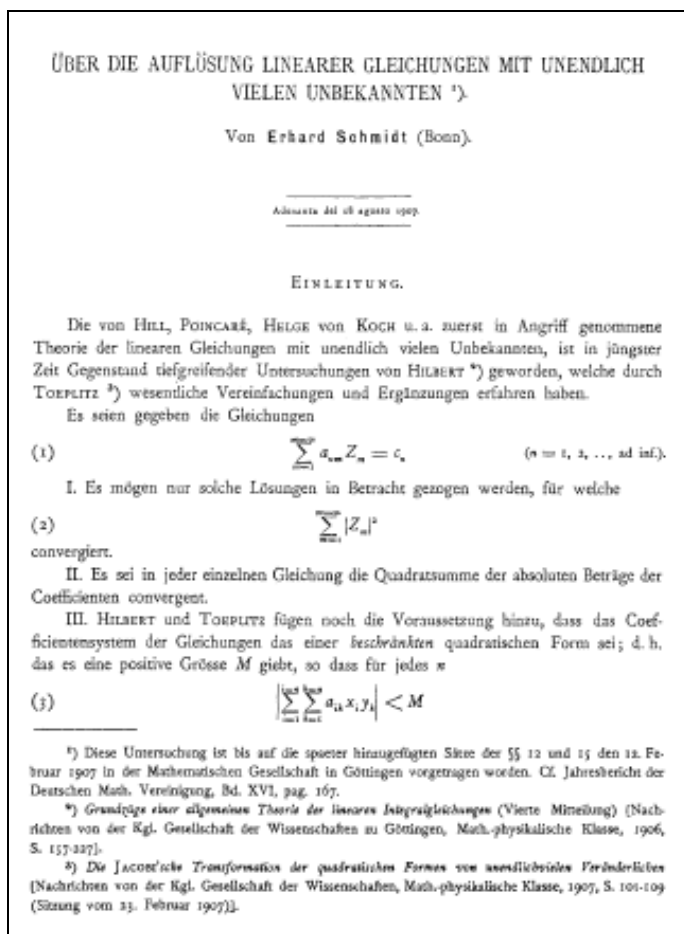 ÜBER DIE AUFLÖSUNG LINEARER GLEICHUNGEN MIT UNENDLICH
VIELEN UNBEKANNTEN ¹).
Von Erhard Schmidt (Bonn).
Adunanza del 18 agosto 1907.
EINLEITUNG.
Die von HILL, POINCARÉ, HELGE von KOCH u. a. zuerst in Angriff genommene
Theorie der linearen Gleichungen mit unendlich vielen Unbekannten, ist in jüngster
Zeit Gegenstand tiefgreifender Untersuchungen von HILBERT ²) geworden, welche durch
TOEPLITZ ³) wesentliche Vereinfachungen und Ergänzungen erfahren haben.
Es seien gegeben die Gleichungen
(1) ∑ aₙₘ Zₘ = cₙ (n = 1, 2, .., ad inf.).
I. Es mögen nur solche Lösungen in Betracht gezogen werden, für welche
(2) ∑ |Zₘ|²
convergiert.
II. Es sei in jeder einzelnen Gleichung die Quadratsumme der absoluten Beträge der
Coefficienten convergent.
III. HILBERT und TOEPLITZ fügen noch die Voraussetzung hinzu, dass das Coef-
ficientensystem der Gleichungen das einer beschränkten quadratischen Form sei; d. h.
das es eine positive Grösse M giebt, so dass für jedes n
(3) |∑ ∑ aᵢₖ xᵢ yₖ| < M
¹) Diese Untersuchung ist bis auf die spaeter hinzugefügten Sätze der §§ 12 und 15 den 12. Fe-
bruar 1907 in der Mathematischen Gesellschaft in Göttingen vorgetragen worden. Cf. Jahresbericht der
Deutschen Math. Vereinigung, Bd. XVI, pag. 167.
²) Grundzüge einer allgemeinen Theorie der linearen Integralgleichungen (Vierte Mitteilung) [Nach-
richten von der Kgl. Gesellschaft der Wissenschaften zu Göttingen, Math.-physikalische Klasse, 1906,
S. 157-227].
³) Die JACOBI'sche Transformation der quadratischen Formen von unendlichvielen Veränderlichen
[Nachrichten von der Kgl. Gesellschaft der Wissenschaften, Math.-physikalische Klasse, 1907, S. 101-109
(Sitzung vom 23. Februar 1907)].